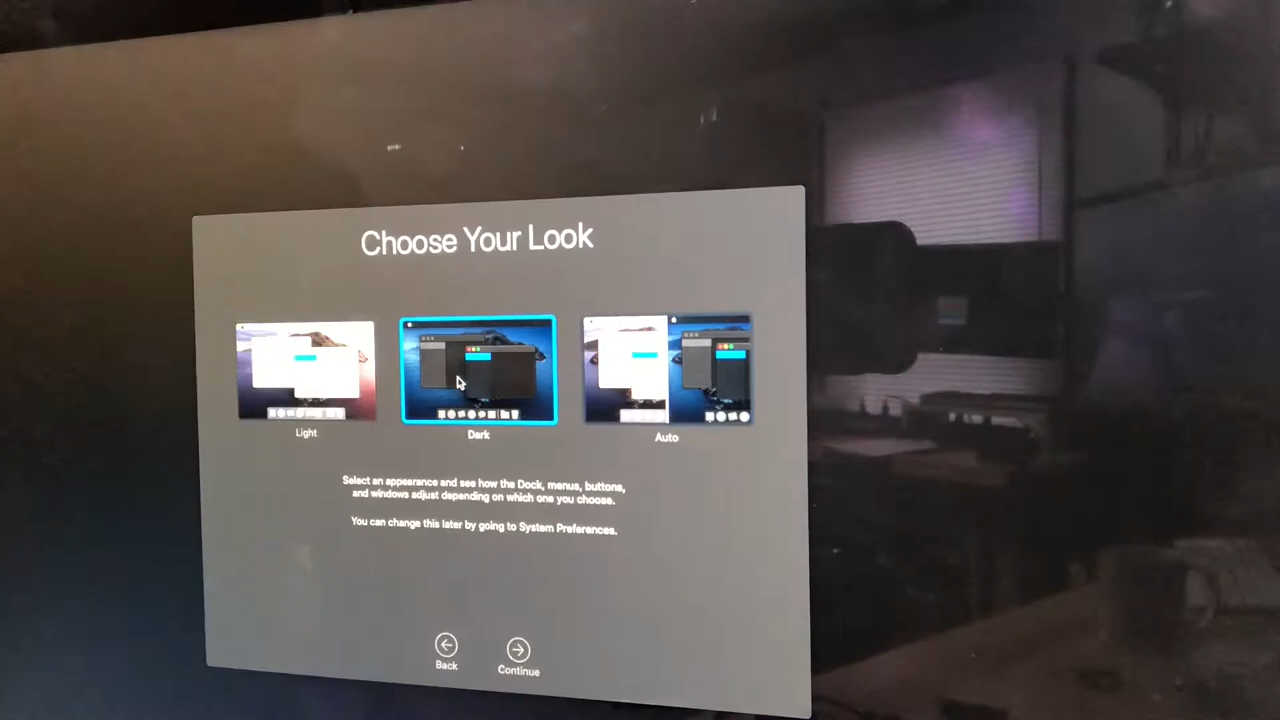 Choose Your Look
Light
Dark
Auto
Select an appearance and see how the Dock, menus, buttons,
and windows adjust depending on which one you choose.
You can change this later by going to System Preferences.
Back
Continue